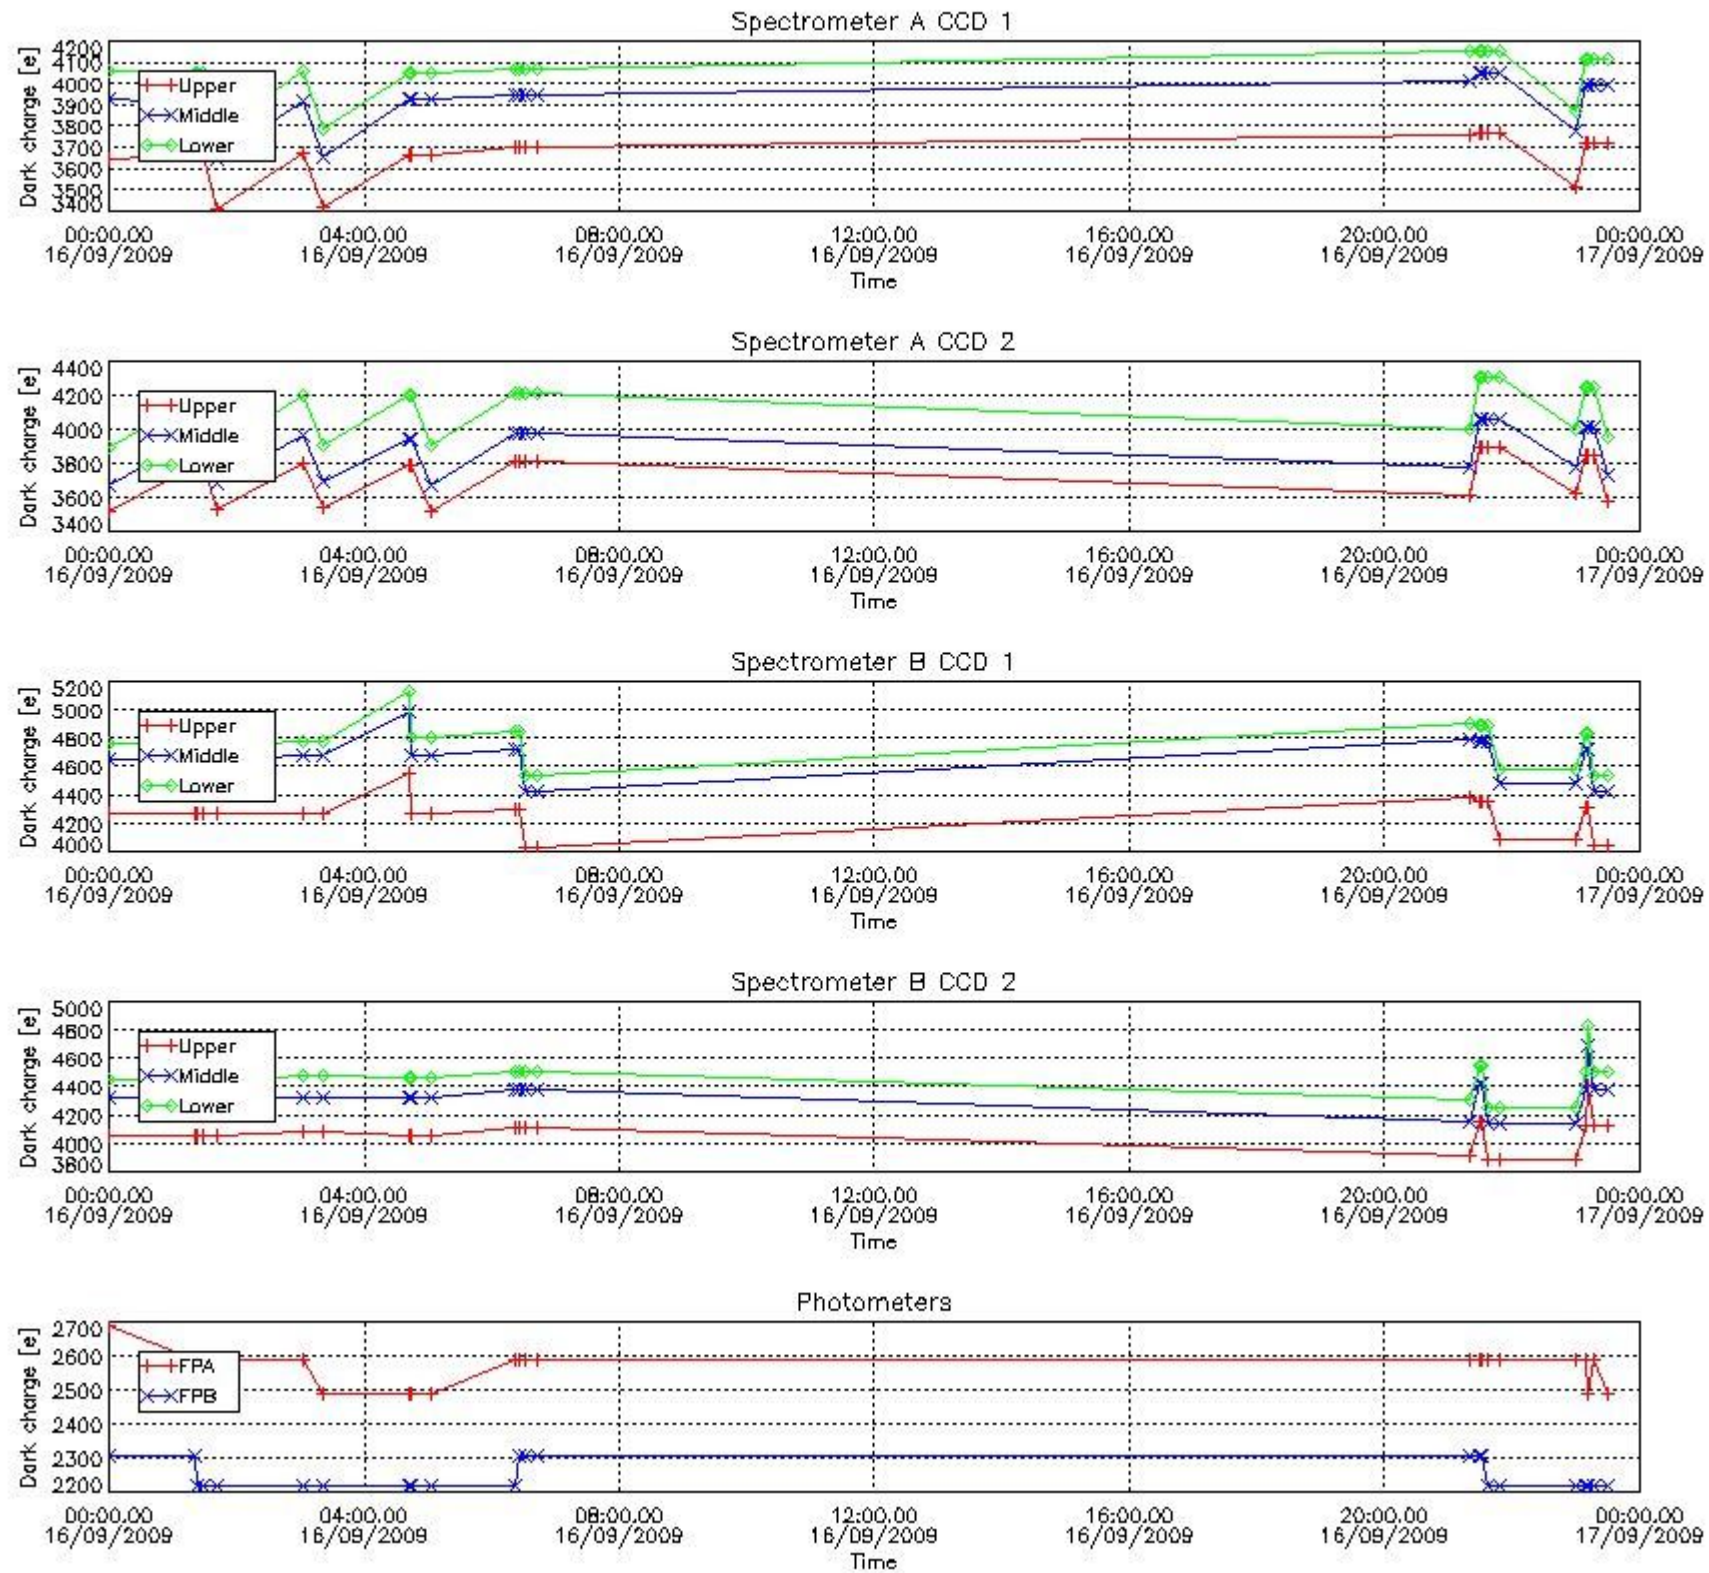 Spectrometer A CCD 1
Dark charge [e]
4200
4100
4000
3900
3800
3700
3600
3500
3400
Upper
Middle
Lower
00:00.00 04:00.00 08:00.00 12:00.00 16:00.00 20:00.00 00:00.00
16/09/2009 16/09/2009 16/09/2009 16/09/2009 16/09/2009 16/09/2009 17/09/2009
Time
Spectrometer A CCD 2
Dark charge [e]
4400
4200
4000
3800
3600
3400
Upper
Middle
Lower
00:00.00 04:00.00 08:00.00 12:00.00 16:00.00 20:00.00 00:00.00
16/09/2009 16/09/2009 16/09/2009 16/09/2009 16/09/2009 16/09/2009 17/09/2009
Time
Spectrometer B CCD 1
Dark charge [e]
5200
5000
4800
4600
4400
4200
4000
Upper
Middle
Lower
00:00.00 04:00.00 08:00.00 12:00.00 16:00.00 20:00.00 00:00.00
16/09/2009 16/09/2009 16/09/2009 16/09/2009 16/09/2009 16/09/2009 17/09/2009
Time
Spectrometer B CCD 2
Dark charge [e]
5000
4800
4600
4400
4200
4000
3800
Upper
Middle
Lower
00:00.00 04:00.00 08:00.00 12:00.00 16:00.00 20:00.00 00:00.00
16/09/2009 16/09/2009 16/09/2009 16/09/2009 16/09/2009 16/09/2009 17/09/2009
Time
Photometers
Dark charge [e]
2700
2600
2500
2400
2300
2200
FPA
FPB
00:00.00 04:00.00 08:00.00 12:00.00 16:00.00 20:00.00 00:00.00
16/09/2009 16/09/2009 16/09/2009 16/09/2009 16/09/2009 16/09/2009 17/09/2009
Time